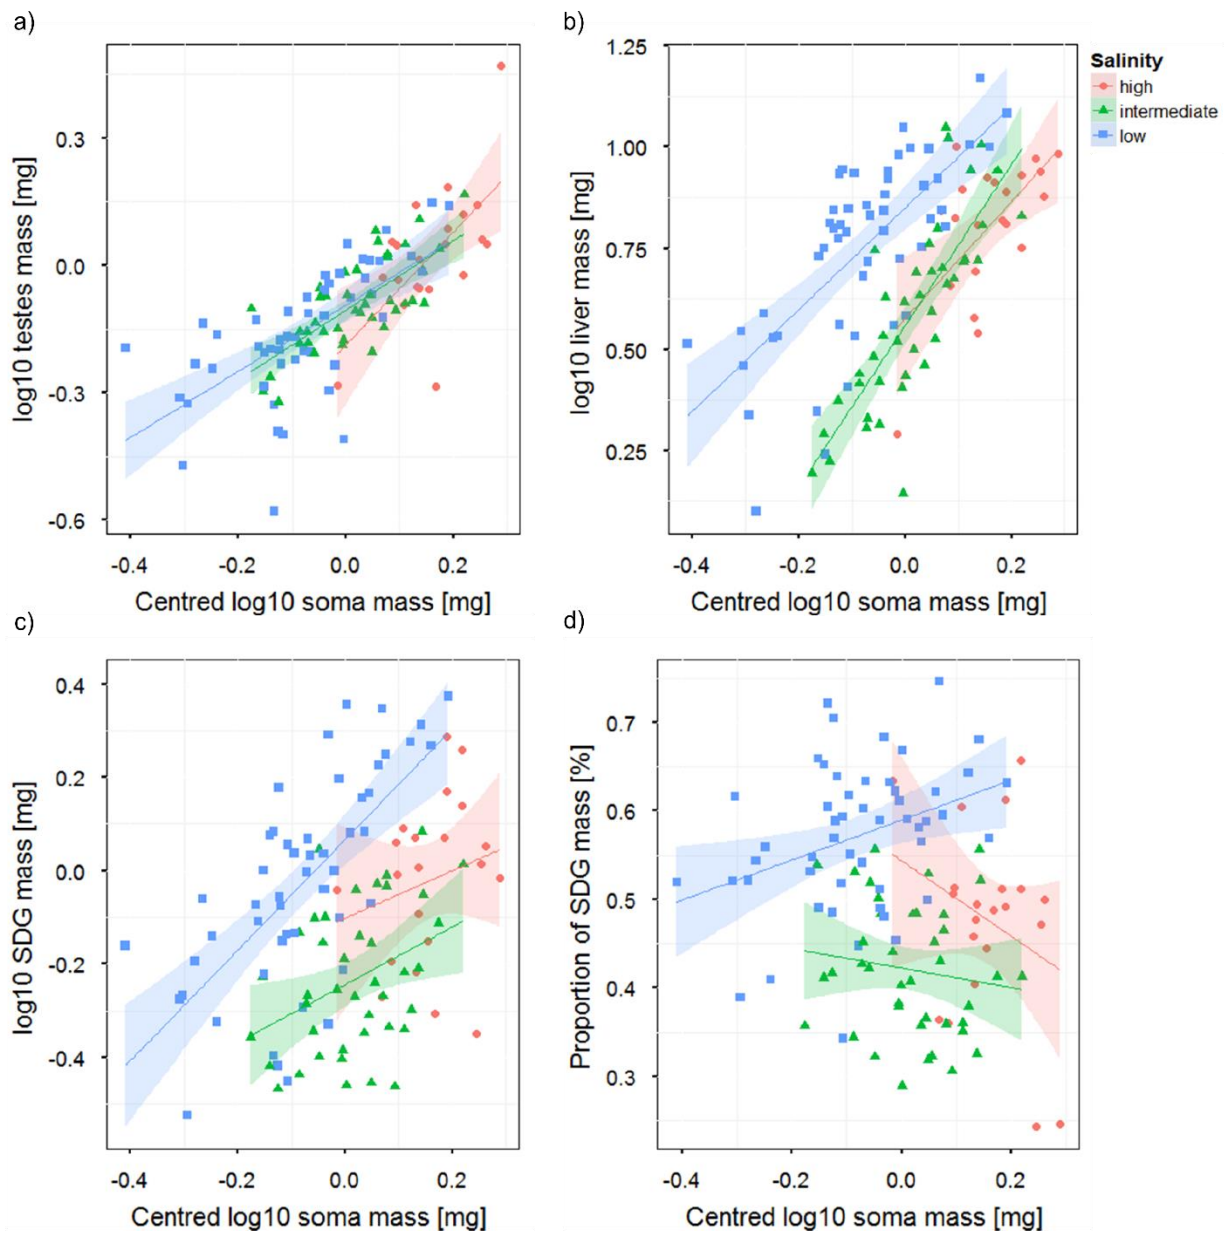 a)
log10 testes mass [mg]
0.3
0.0
-0.3
-0.6
-0.4
-0.2
0.0
0.2
Centred log10 soma mass [mg]
b)
log10 liver mass [mg]
1.25
1.00
0.75
0.50
0.25
-0.4
-0.2
0.0
0.2
Centred log10 soma mass [mg]
Salinity
high
intermediate
low
c)
log10 SDG mass [mg]
0.4
0.2
0.0
-0.2
-0.4
-0.4
-0.2
0.0
0.2
Centred log10 soma mass [mg]
d)
Proportion of SDG mass [%]
0.7
0.6
0.5
0.4
0.3
-0.4
-0.2
0.0
0.2
Centred log10 soma mass [mg]